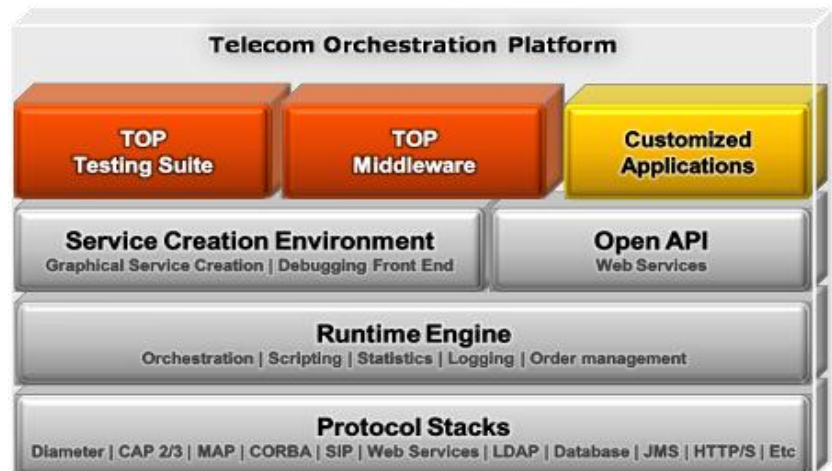 Telecom Orchestration Platform
TOP
Testing Suite
TOP
Middleware
Customized
Applications
Service Creation Environment
Graphical Service Creation | Debugging Front End
Open API
Web Services
Runtime Engine
Orchestration | Scripting | Statistics | Logging | Order management
Protocol Stacks
Diameter | CAP 2/3 | MAP | CORBA | SIP | Web Services | LDAP | Database | JMS | HTTP/S | Etc